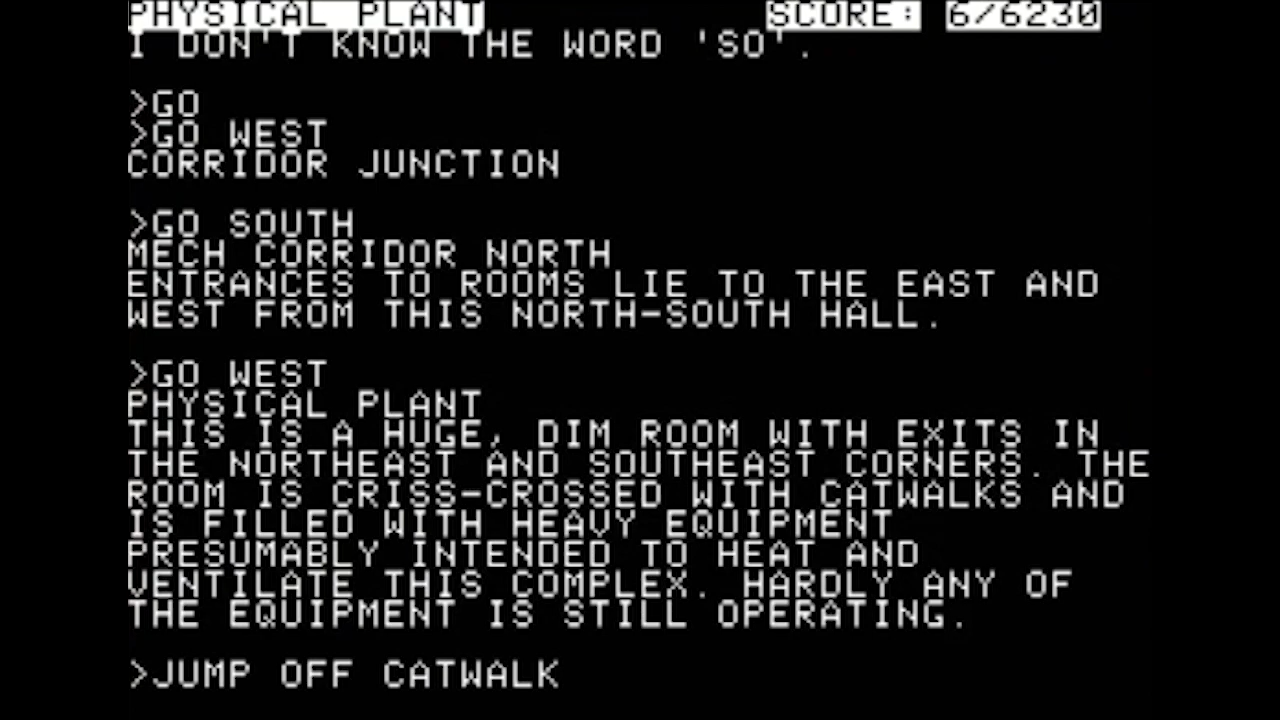 PHYSICAL PLANT SCORE: 6/6230
I DON'T KNOW THE WORD 'SO'.
>GO
>GO WEST
CORRIDOR JUNCTION
>GO SOUTH
MECH CORRIDOR NORTH
ENTRANCES TO ROOMS LIE TO THE EAST AND
WEST FROM THIS NORTH-SOUTH HALL.
>GO WEST
PHYSICAL PLANT
THIS IS A HUGE, DIM ROOM WITH EXITS IN
THE NORTHEAST AND SOUTHEAST CORNERS. THE
ROOM IS CRISS-CROSSED WITH CATWALKS AND
IS FILLED WITH HEAVY EQUIPMENT
PRESUMABLY INTENDED TO HEAT AND
VENTILATE THIS COMPLEX. HARDLY ANY OF
THE EQUIPMENT IS STILL OPERATING.
>JUMP OFF CATWALK